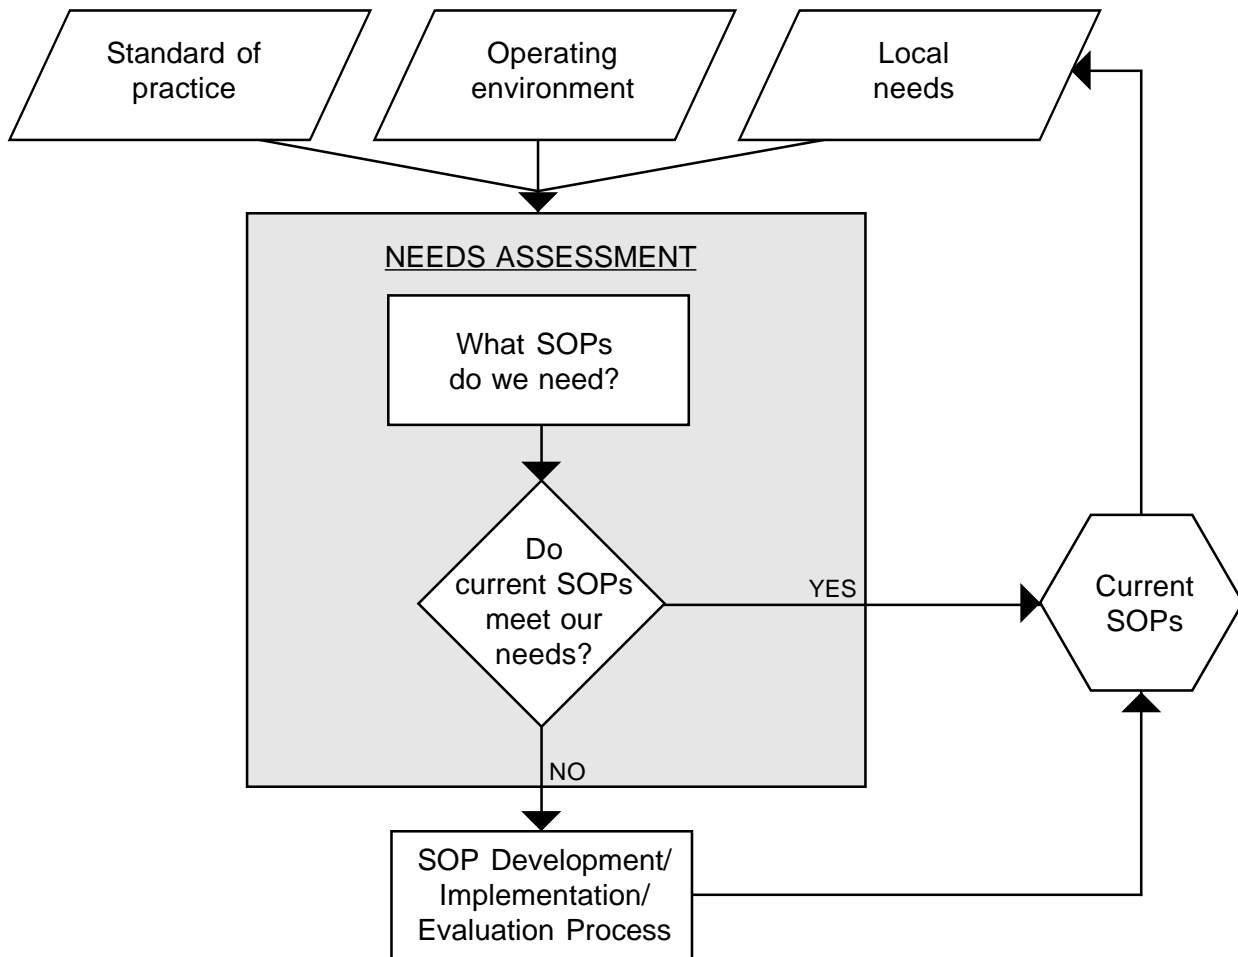 Standard of
practice
Operating
environment
Local
needs
NEEDS ASSESSMENT
What SOPs
do we need?
Do
current SOPs
meet our
needs?
YES
Current
SOPs
NO
SOP Development/
Implementation/
Evaluation Process